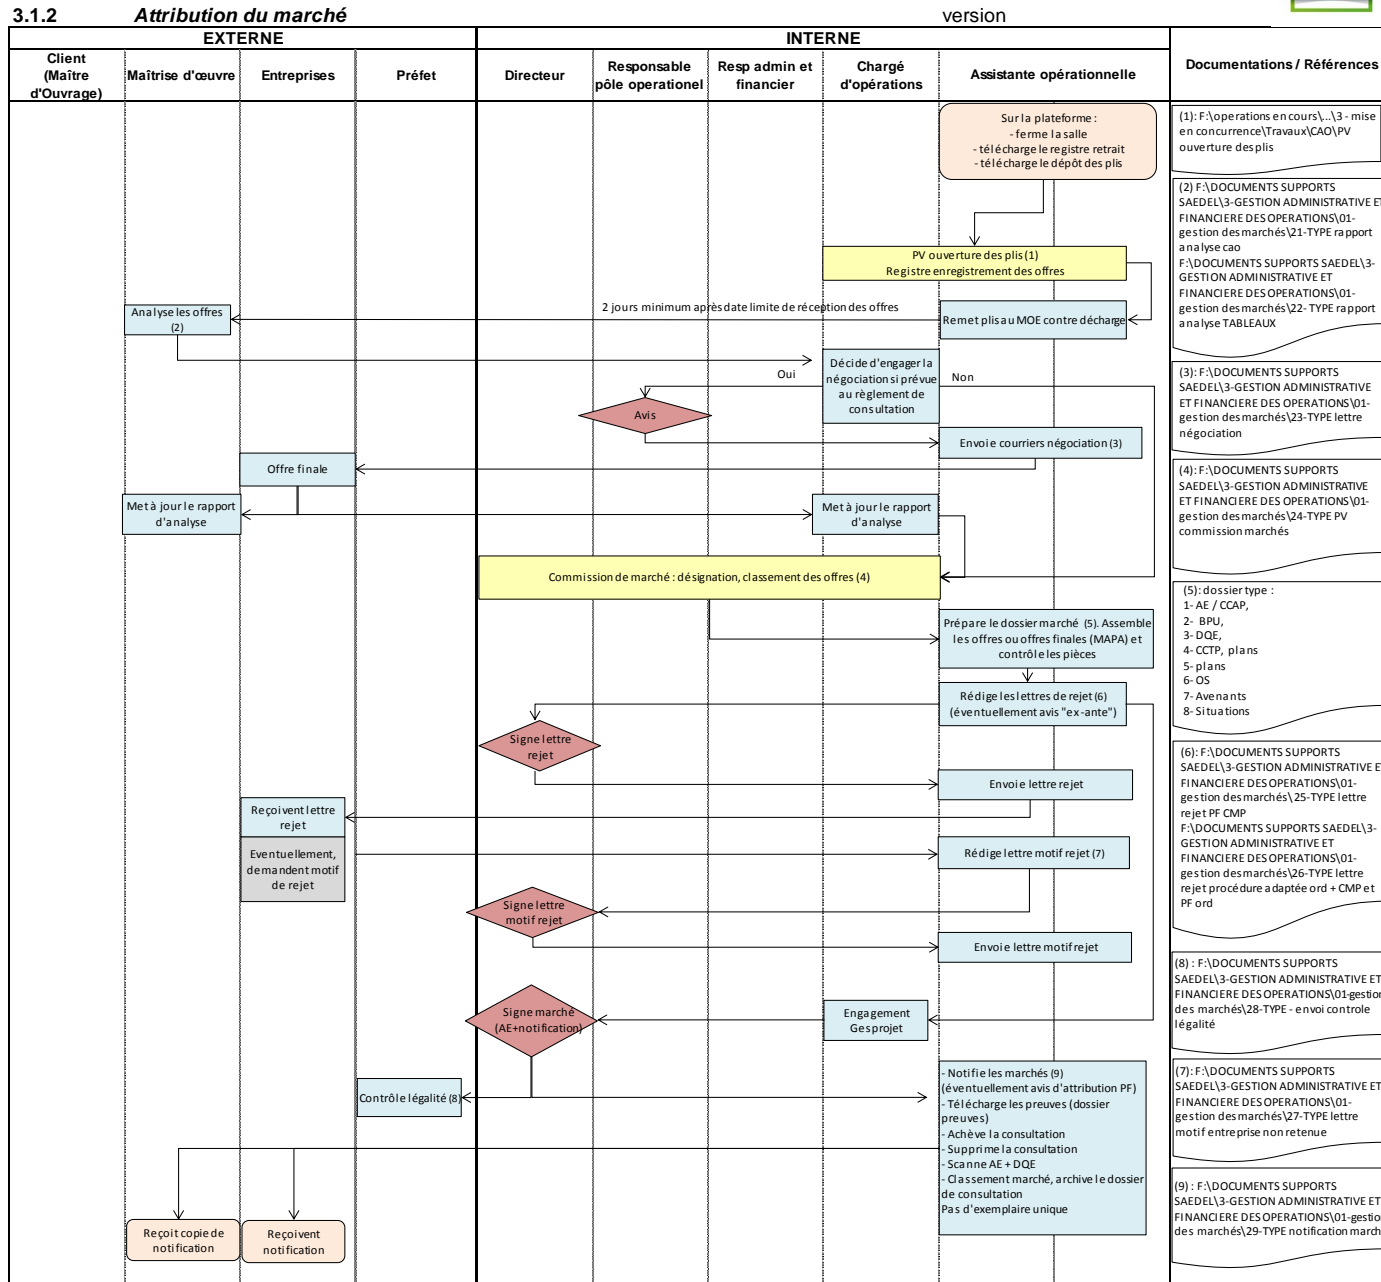 3.1.2 Attribution du marché version
EXTERNE INTERNE
Client
(Maître
d'Ouvrage)
Maîtrise d'œuvre
Entreprises
Préfet
Directeur
Responsable
pôle operationel
Resp admin et
financier
Chargé
d'opérations
Assistante opérationnelle
Documentations / Références
Sur la plateforme :
- ferme la salle
- télécharge le registre retrait
- télécharge le dépôt des plis
PV ouverture des plis (1)
Registre enregistrement des offres
2 jours minimum après date limite de réception des offres
Analyse les offres
(2)
Remet plis au MOE contre décharge
Décide d'engager la
négociation si prévue
au règlement de
consultation
Oui
Non
Avis
Envoie courriers négociation (3)
Offre finale
Met à jour le rapport
d'analyse
Met à jour le rapport
d'analyse
Commission de marché : désignation, classement des offres (4)
Prépare le dossier marché (5). Assemble
les offres ou offres finales (MAPA) et
contrôle les pièces
Rédige les lettres de rejet (6)
(éventuellement avis "ex-ante")
Signe lettre
rejet
Envoie lettre rejet
Reçoivent lettre
rejet
Eventuellement,
demandent motif
de rejet
Rédige lettre motif rejet (7)
Signe lettre
motif rejet
Envoie lettre motif rejet
Signe marché
(AE+notification)
Engagement
Gesprojet
Contrôle légalité (8)
- Notifie les marchés (9)
(éventuellement avis d'attribution PF)
- Télécharge les preuves (dossier
preuves)
- Achève la consultation
- Supprime la consultation
- Scanne AE + DQE
- Classement marché, archive le dossier
de consultation
Pas d'exemplaire unique
Reçoit copie de
notification
Reçoivent
notification
(1): F:\operations en cours\...\3 - mise
en concurrence\Travaux\CAO\PV
ouverture des plis
(2) F:\DOCUMENTS SUPPORTS
SAEDEL\3-GESTION ADMINISTRATIVE ET
FINANCIERE DES OPERATIONS\01-
gestion des marchés\21-TYPE rapport
analyse cao
F:\DOCUMENTS SUPPORTS SAEDEL\3-
GESTION ADMINISTRATIVE ET
FINANCIERE DES OPERATIONS\01-
gestion des marchés\22- TYPE rapport
analyse TABLEAUX
(3): F:\DOCUMENTS SUPPORTS
SAEDEL\3-GESTION ADMINISTRATIVE
ET FINANCIERE DES OPERATIONS\01-
gestion des marchés\23-TYPE lettre
négociation
(4): F:\DOCUMENTS SUPPORTS
SAEDEL\3-GESTION ADMINISTRATIVE
ET FINANCIERE DES OPERATIONS\01-
gestion des marchés\24-TYPE PV
commission marchés
(5): dossier type :
1- AE / CCAP,
2- BPU,
3- DQE,
4- CCTP, plans
5- plans
6- OS
7- Avenants
8- Situations
(6): F:\DOCUMENTS SUPPORTS
SAEDEL\3-GESTION ADMINISTRATIVE ET
FINANCIERE DES OPERATIONS\01-
gestion des marchés\25-TYPE lettre
rejet PF CMP
F:\DOCUMENTS SUPPORTS SAEDEL\3-
GESTION ADMINISTRATIVE ET
FINANCIERE DES OPERATIONS\01-
gestion des marchés\26-TYPE lettre
rejet procédure adaptée ord + CMP et
PF ord
(8) : F:\DOCUMENTS SUPPORTS
SAEDEL\3-GESTION ADMINISTRATIVE ET
FINANCIERE DES OPERATIONS\01-gestion
des marchés\28-TYPE - envoi controle
légalité
(7): F:\DOCUMENTS SUPPORTS
SAEDEL\3-GESTION ADMINISTRATIVE ET
FINANCIERE DES OPERATIONS\01-
gestion des marchés\27-TYPE lettre
motif entreprise non retenue
(9) : F:\DOCUMENTS SUPPORTS
SAEDEL\3-GESTION ADMINISTRATIVE ET
FINANCIERE DES OPERATIONS\01-gestio
des marchés\29-TYPE notification march